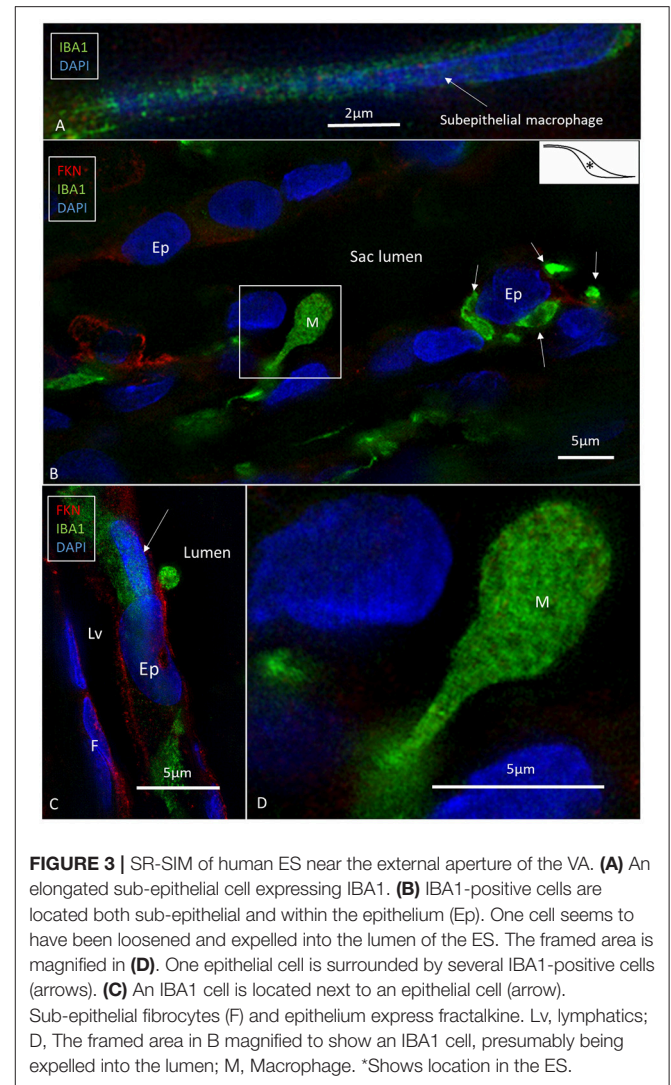 IBA1
DAPI
2µm
Subepithelial macrophage
A
FKN
IBA1
DAPI
*
Ep
Sac lumen
Ep
M
5µm
B
FKN
IBA1
DAPI
Lumen
Lv
Ep
F
5µm
C
M
5µm
D
FIGURE 3 | SR-SIM of human ES near the external aperture of the VA. (A) An
elongated sub-epithelial cell expressing IBA1. (B) IBA1-positive cells are
located both sub-epithelial and within the epithelium (Ep). One cell seems to
have been loosened and expelled into the lumen of the ES. The framed area is
magnified in (D). One epithelial cell is surrounded by several IBA1-positive cells
(arrows). (C) An IBA1 cell is located next to an epithelial cell (arrow).
Sub-epithelial fibrocytes (F) and epithelium express fractalkine. Lv, lymphatics;
D, The framed area in B magnified to show an IBA1 cell, presumably being
expelled into the lumen; M, Macrophage. *Shows location in the ES.